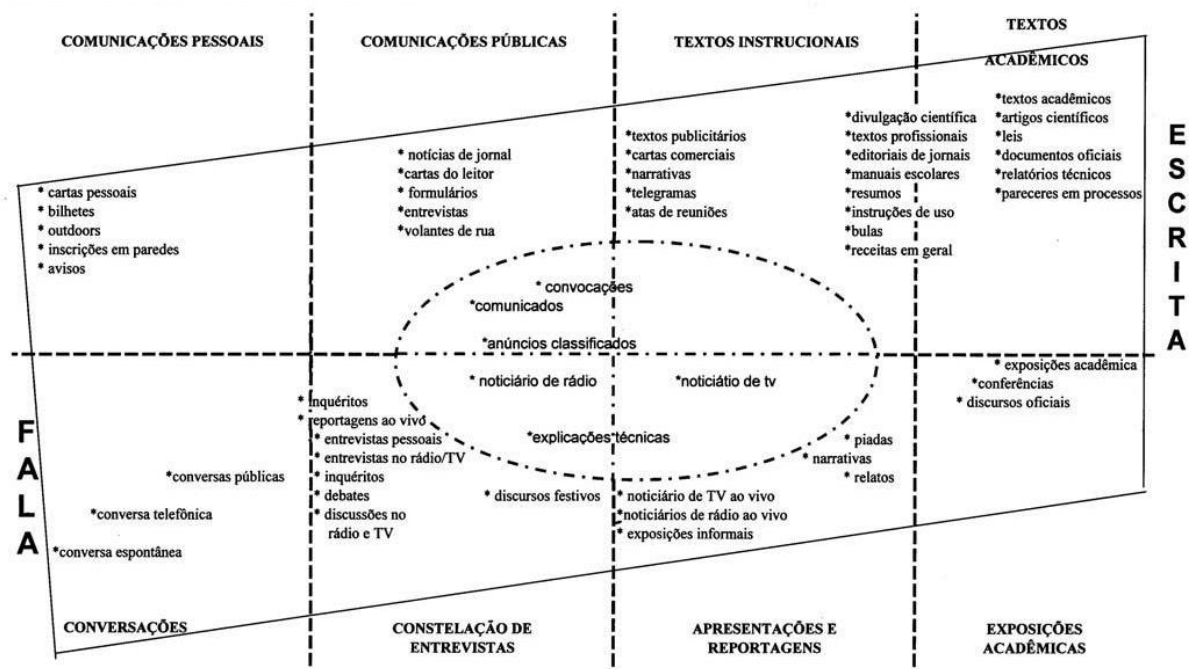 COMUNICAÇÕES PESSOAIS
COMUNICAÇÕES PÚBLICAS
TEXTOS INSTRUCIONAIS
TEXTOS
ACADÊMICOS
* cartas pessoais
* bilhetes
* outdoors
* inscrições em paredes
* avisos
* notícias de jornal
*cartas do leitor
* formulários
*entrevistas
*volantes de rua
*textos publicitários
*cartas comerciais
*narrativas
*telegramas
*atas de reuniões
*divulgação científica
*textos profissionais
*editoriais de jornais
*manuais escolares
*resumos
*instruções de uso
*bulas
*receitas em geral
*textos acadêmicos
*artigos científicos
*leis
*documentos oficiais
*relatórios técnicos
*pareceres em processos
ESCRITA
* convocações
*comunicados
*anúncios classificados
* noticiário de rádio
*noticiátio de tv
*explicações técnicas
* exposições acadêmica
*conferências
* discursos oficiais
FALA
*conversas públicas
*conversa telefônica
*conversa espontânea
* inquéritos
* reportagens ao vivo
* entrevistas pessoais
* entrevistas no rádio/TV
* inquéritos
* debates
* discussões no
rádio e TV
* discursos festivos
* noticiário de TV ao vivo
*noticiários de rádio ao vivo
* exposições informais
* piadas
* narrativas
* relatos
CONVERSAÇÕES
CONSTELAÇÃO DE
ENTREVISTAS
APRESENTAÇÕES E
REPORTAGENS
EXPOSIÇÕES
ACADÊMICAS